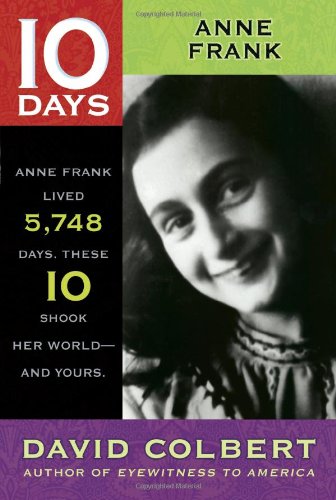 10
DAYS
ANNE
FRANK
ANNE FRANK
LIVED
5,748
DAYS. THESE
10
SHOOK
HER WORLD—
AND YOURS.
DAVID COLBERT
AUTHOR OF EYEWITNESS TO AMERICA